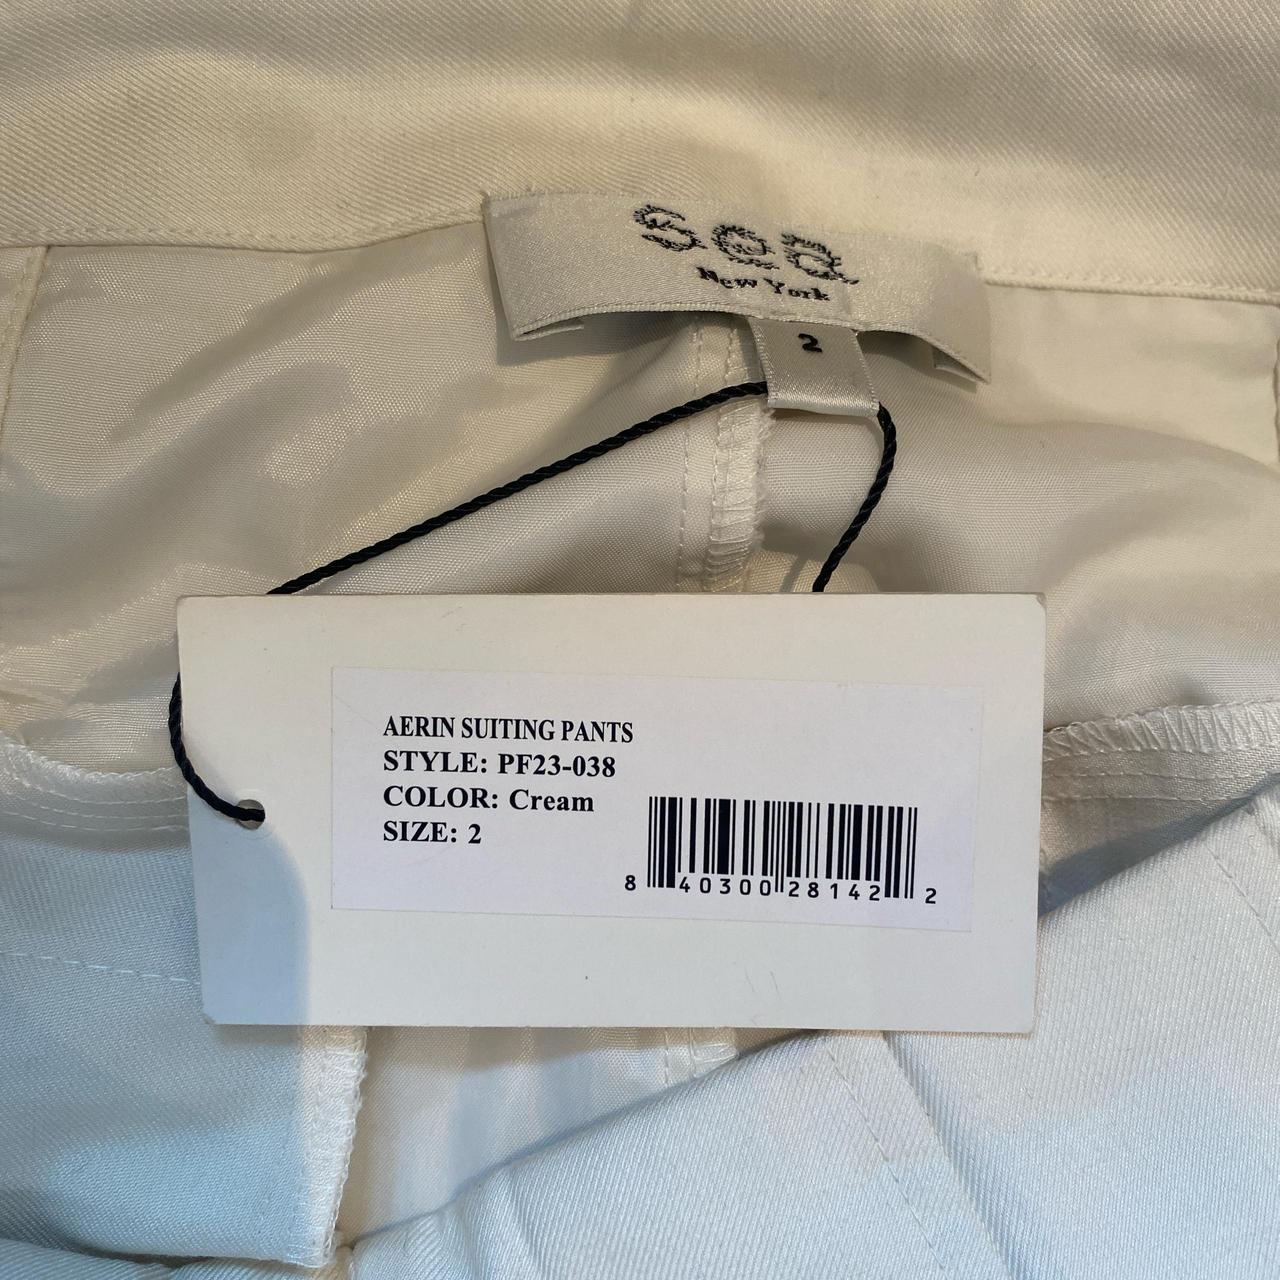 sea
New York
2
AERIN SUITING PANTS
STYLE: PF23-038
COLOR: Cream
SIZE: 2
8 40300 28142 2